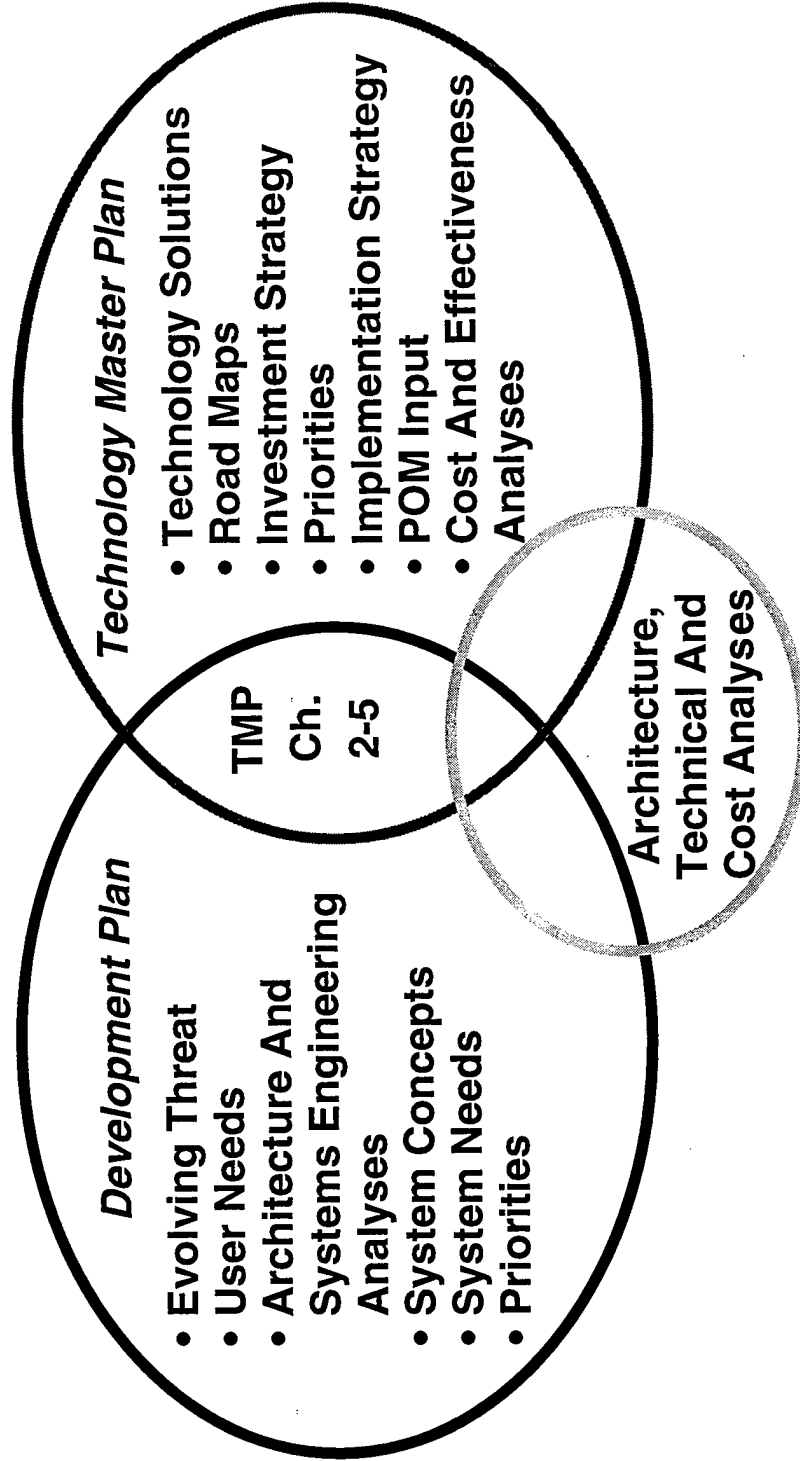 Development Plan
• Evolving Threat
• User Needs
• Architecture And
Systems Engineering
Analyses
• System Concepts
• System Needs
• Priorities
TMP
Ch.
2-5
Technology Master Plan
• Technology Solutions
• Road Maps
• Investment Strategy
• Priorities
• Implementation Strategy
• POM Input
• Cost And Effectiveness
Analyses
Architecture,
Technical And
Cost Analyses